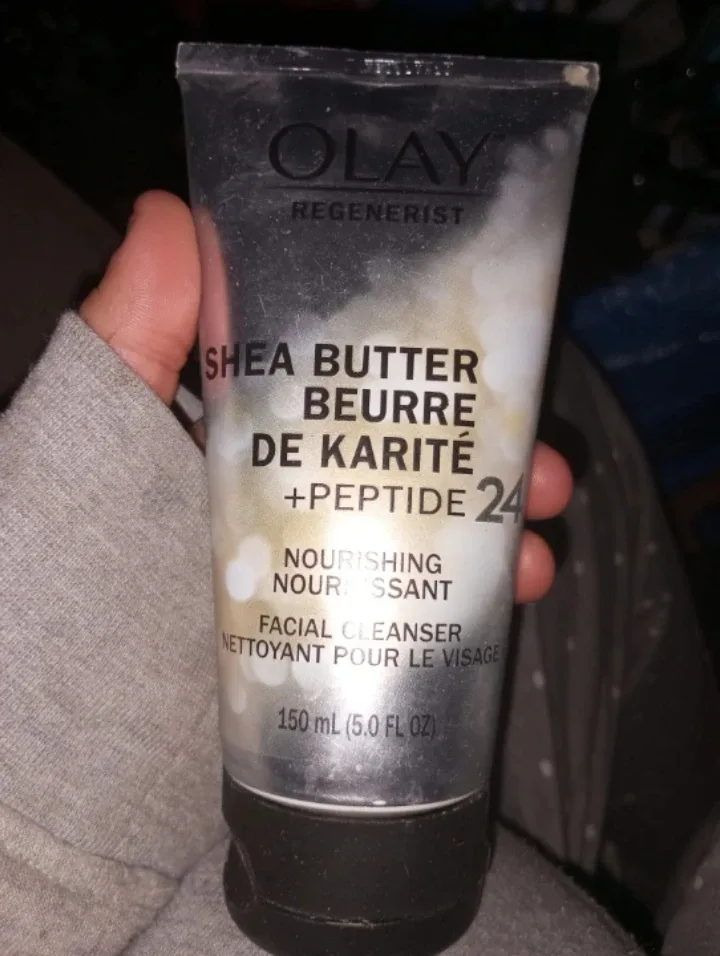 OLAY
REGENERIST
SHEA BUTTER
BEURRE
DE KARITÉ
+PEPTIDE 24
NOURISHING
NOURRISSANT
FACIAL CLEANSER
NETTOYANT POUR LE VISAGE
150 mL (5.0 FL OZ)